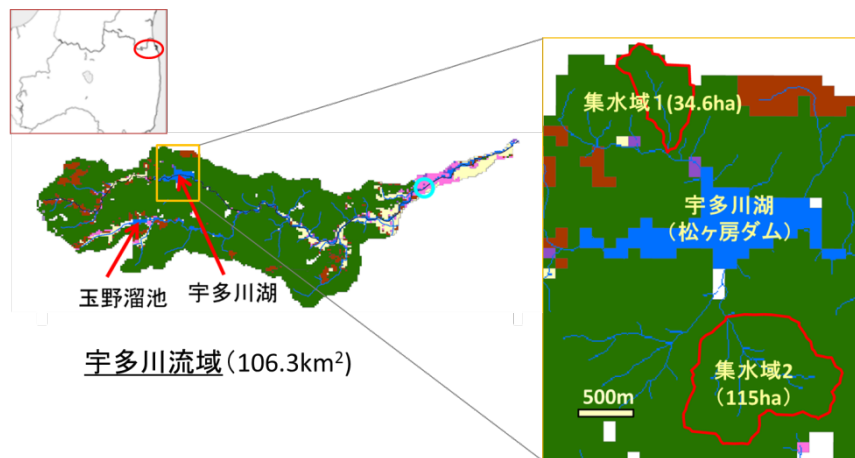 玉野溜池
宇多川湖
宇多川流域(106.3km²)
集水域1(34.6ha)
宇多川湖
(松ヶ房ダム)
集水域2
(115ha)
500m